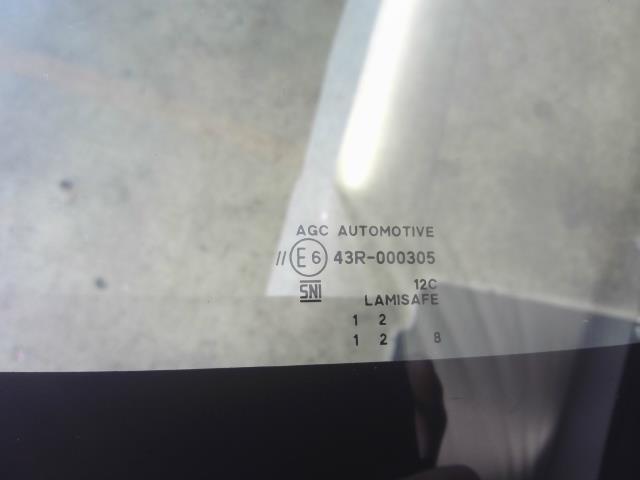 AGC AUTOMOTIVE
// E6 43R-000305
SNI 12C
LAMISAFE
1 2
1 2 8